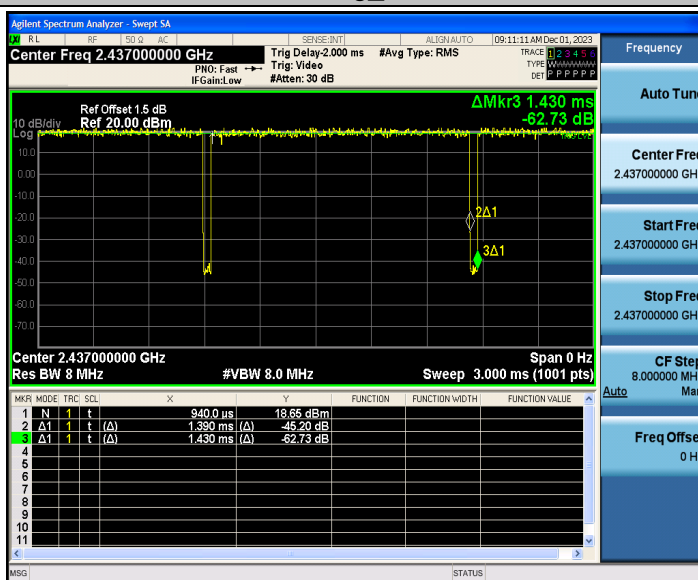 Agilent Spectrum Analyzer - Swept SA
RL RF 50 Ω AC SENSE:INT ALIGN AUTO 09:11:11 AM Dec 01, 2023
Center Freq 2.437000000 GHz
PNO: Fast
IFGain:Low
Trig Delay-2.000 ms
Trig: Video
#Atten: 30 dB
#Avg Type: RMS
TRACE 1 2 3 4 5 6
TYPE W
DET P P P P P P
Frequency
Auto Tune
Center Freq
2.437000000 GH
Start Freq
2.437000000 GH
Stop Freq
2.437000000 GH
CF Step
8.000000 MH
Auto Ma
Freq Offse
0 H
Ref Offset 1.5 dB
10 dB/div Ref 20.00 dBm
Log
ΔMkr3 1.430 ms
-62.73 dB
10.0
0.00
-10.0
-20.0
-30.0
-40.0
-50.0
-60.0
-70.0
2Δ1
3Δ1
Center 2.437000000 GHz Span 0 Hz
Res BW 8 MHz #VBW 8.0 MHz Sweep 3.000 ms (1001 pts)
MKR MODE TRC SCL X Y FUNCTION FUNCTION WIDTH FUNCTION VALUE
1 N 1 t 940.0 µs 18.65 dBm
2 Δ1 1 t (Δ) 1.390 ms (Δ) -45.20 dB
3 Δ1 1 t (Δ) 1.430 ms (Δ) -62.73 dB
4
5
6
7
8
9
10
11
MSG STATUS